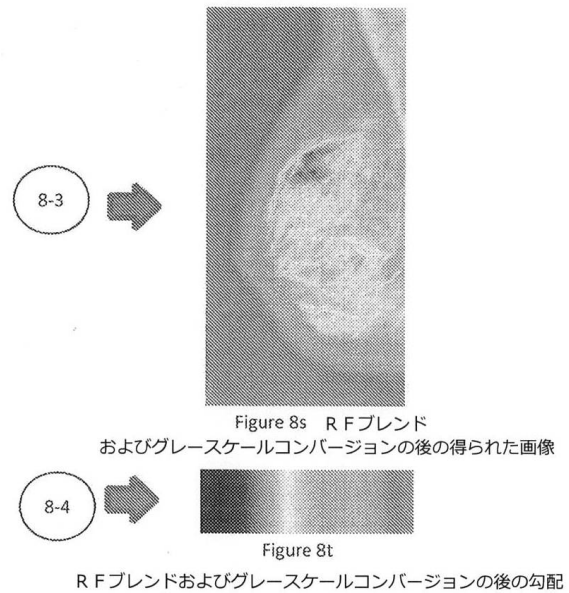 8-3
Figure 8s ＲＦブレンド
およびグレースケールコンバージョンの後の得られた画像
8-4
Figure 8t
ＲＦブレンドおよびグレースケールコンバージョンの後の勾配